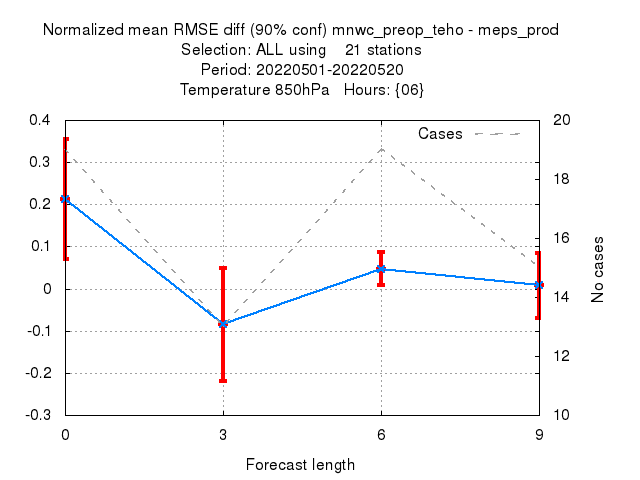 Normalized mean RMSE diff (90% conf) mnwc_preop_teho - meps_prod
Selection: ALL using    21 stations
Period: 20220501-20220520
Temperature 850hPa   Hours: {06}
Cases
0.4
0.3
0.2
0.1
0
-0.1
-0.2
-0.3
20
18
16
14
12
10
No cases
0 3 6 9
Forecast length